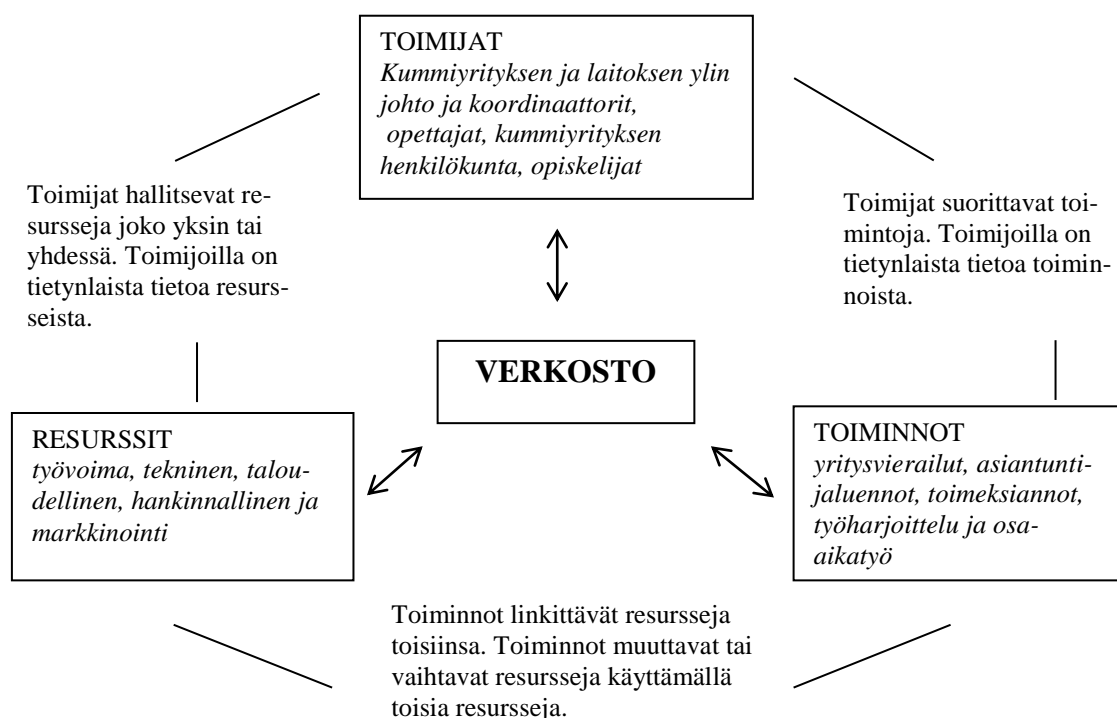 TOIMIJAT
Kummiyrityksen ja laitoksen ylin
johto ja koordinaattorit,
opettajat, kummiyrityksen
henkilökunta, opiskelijat
Toimijat hallitsevat re-
sursseja joko yksin tai
yhdessä. Toimijoilla on
tietynlaista tietoa resurs-
seista.
Toimijat suorittavat toi-
mintoja. Toimijoilla on
tietynlaista tietoa toimin-
noista.
VERKOSTO
RESURSSIT
työvoima, tekninen, talou-
dellinen, hankinnallinen ja
markkinointi
TOIMINNOT
yritysvierailut, asiantunti-
jaluennot, toimeksiannot,
työharjoittelu ja osa-
aikatyö
Toiminnot linkittävät resursseja
toisiinsa. Toiminnot muuttavat tai
vaihtavat resursseja käyttämällä
toisia resursseja.